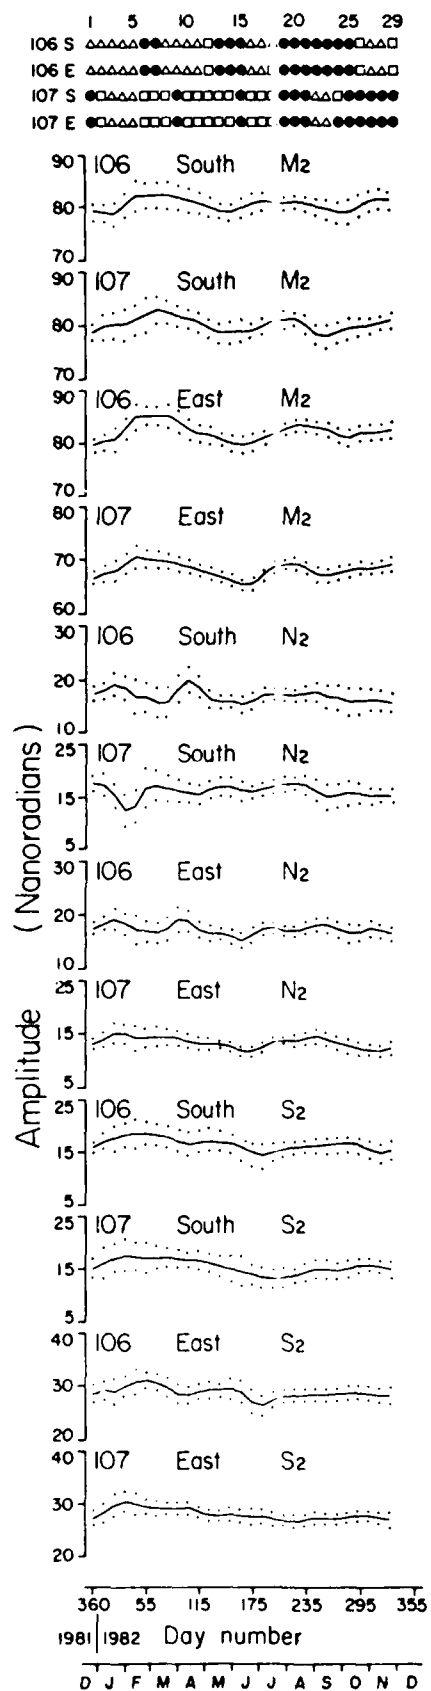 1 5 10 15 20 25 29
106 S
106 E
107 S
107 E
90 106 South M2
80
70
90 107 South M2
80
70
90 106 East M2
80
70
80 107 East M2
70
60
30 106 South N2
20
10
25 107 South N2
15
5
30 106 East N2
20
10
25 107 East N2
15
5
25 106 South S2
15
5
25 107 South S2
15
5
40 106 East S2
30
20
40 107 East S2
30
20
Amplitude (Nanoradians)
360 55 115 175 235 295 355
1981 1982 Day number
D J F M A M J J A S O N D